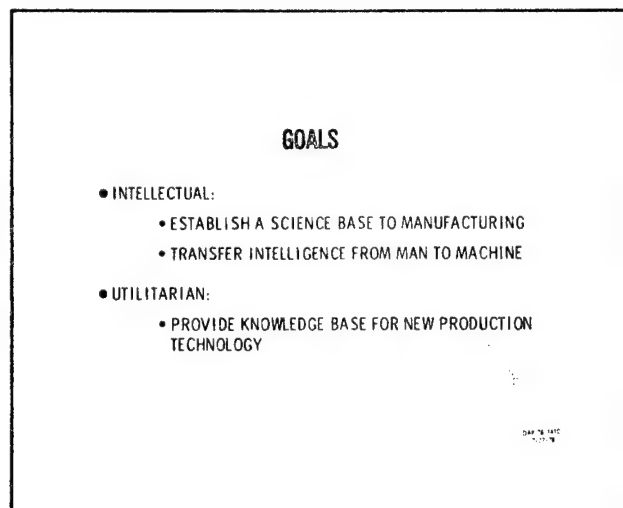 GOALS
• INTELLECTUAL:
• ESTABLISH A SCIENCE BASE TO MANUFACTURING
• TRANSFER INTELLIGENCE FROM MAN TO MACHINE
• UTILITARIAN:
• PROVIDE KNOWLEDGE BASE FOR NEW PRODUCTION
TECHNOLOGY